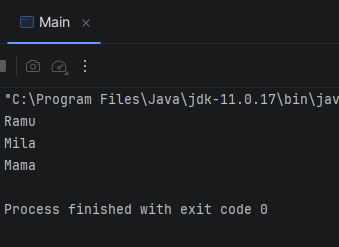 Main
"C:\Program Files\Java\jdk-11.0.17\bin\jav
Ramu
Mila
Mama
Process finished with exit code 0